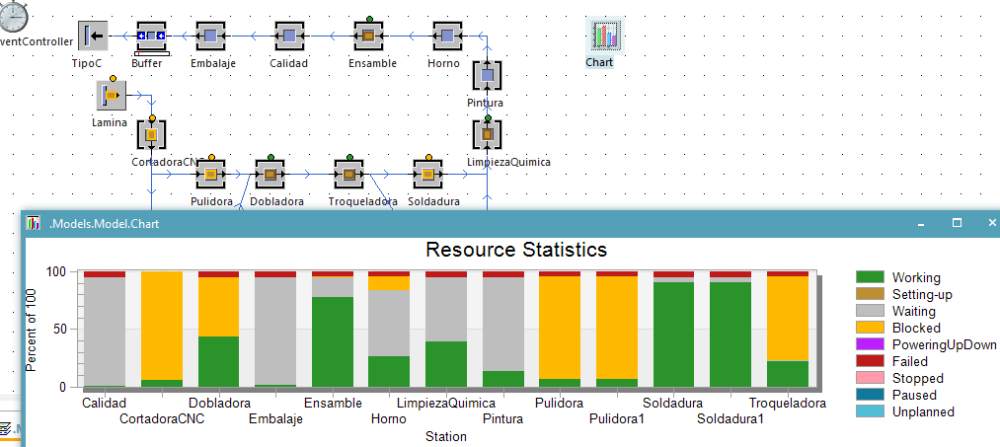 ventController
TipoC
Buffer
Embalaje
Calidad
Ensamble
Horno
Chart
Pintura
Lamina
CortadoraCNC
LimpiezaQuimica
Pulidora
Dobladora
Troqueladora
Soldadura
.Models.Model.Chart
Resource Statistics
Percent of 100
100
50
0
Calidad
CortadoraCNC
Dobladora
Embalaje
Ensamble
Horno
LimpiezaQuimica
Pintura
Pulidora
Pulidora1
Soldadura
Soldadura1
Troqueladora
Station
Working
Setting-up
Waiting
Blocked
PoweringUpDown
Failed
Stopped
Paused
Unplanned